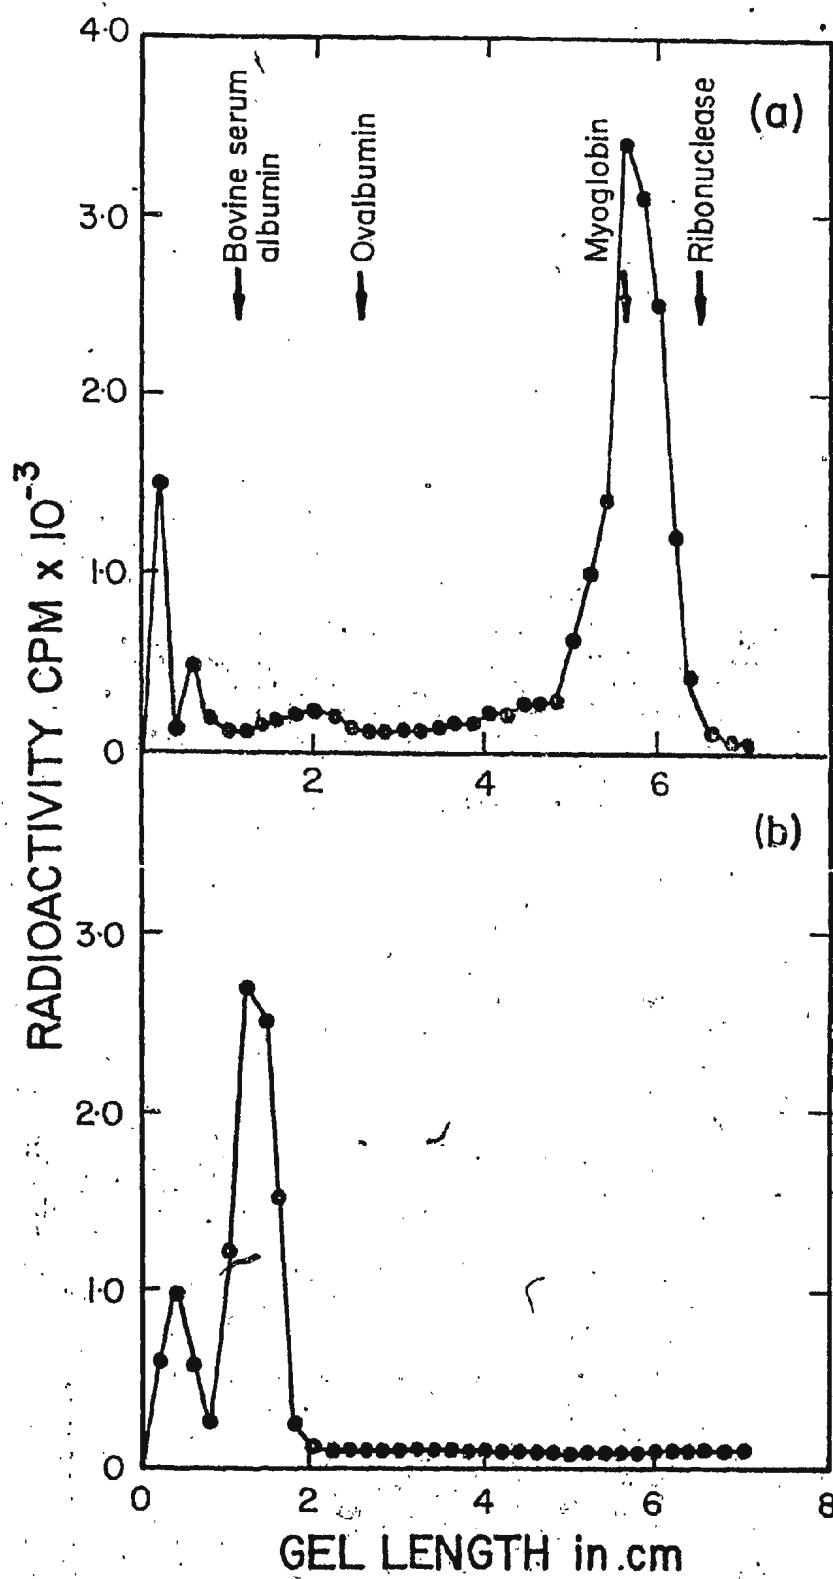 4·0
3·0
2·0
1·0
0
Bovine serum
albumin
Ovalbumin
Myoglobin
Ribonuclease
(a)
2
4
6
(b)
3·0
2·0
1·0
0
0
2
4
6
8
RADIOACTIVITY CPM x 10⁻³
GEL LENGTH in cm